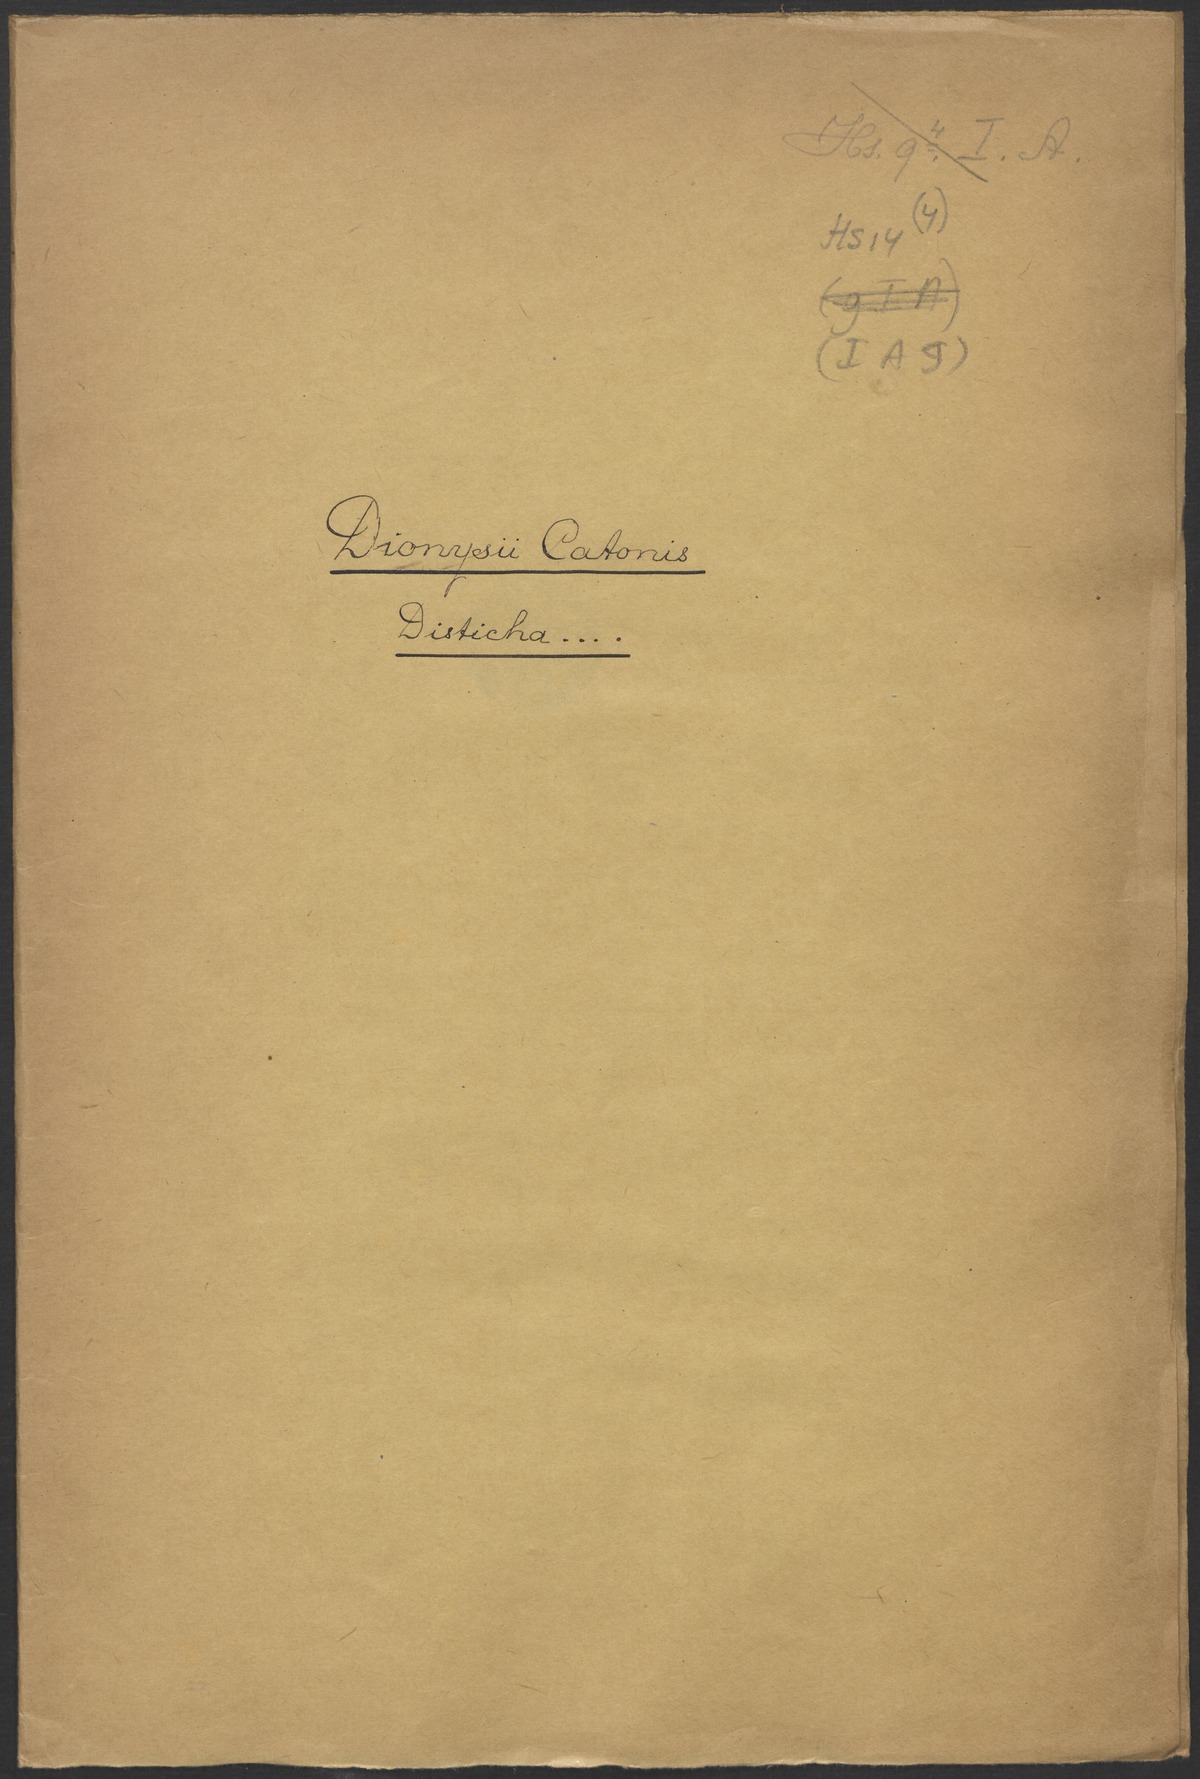 Hs. 9⁴. I. A.
HS 14 (4)
(9 I A)
(I A 9)
Dionysii Catonis
Disticha ....